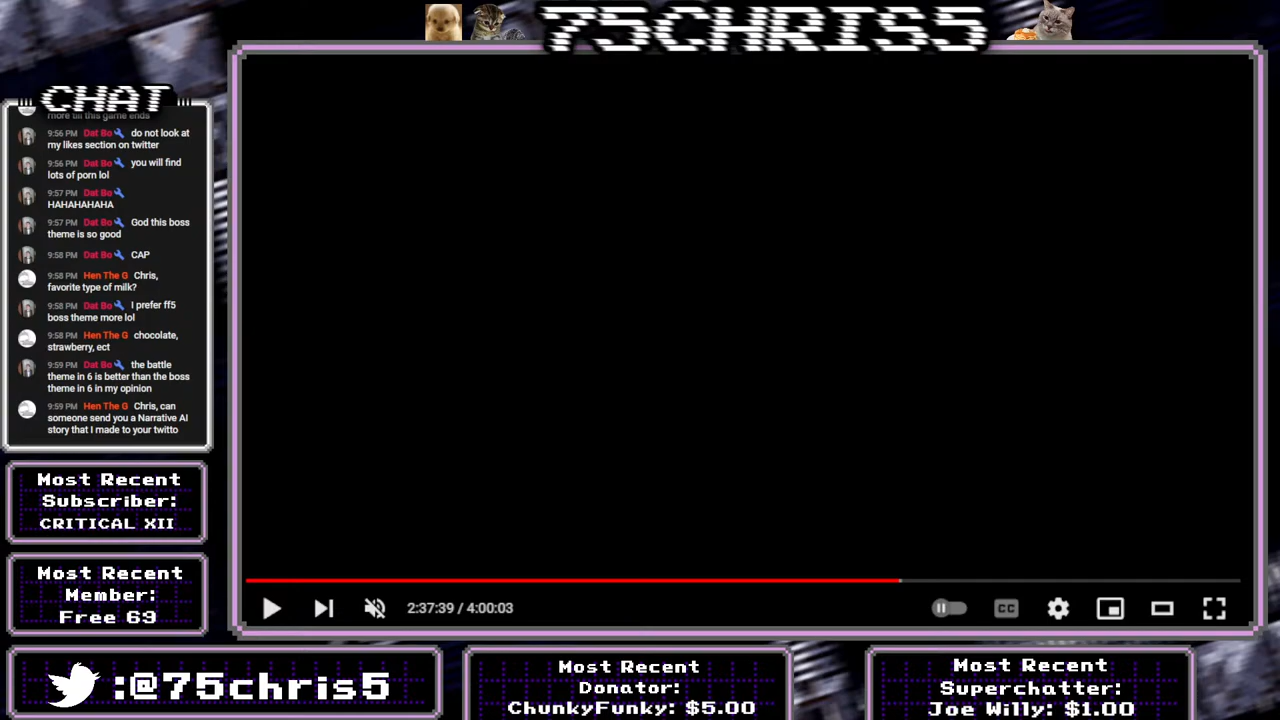 75CHRIS5
CHAT
more till this game ends
9:56 PM Dat Bo do not look at
my likes section on twitter
9:56 PM Dat Bo you will find
lots of porn lol
9:57 PM Dat Bo
HAHAHAHAHA
9:57 PM Dat Bo God this boss
theme is so good
9:58 PM Dat Bo CAP
9:58 PM Hen The G Chris,
favorite type of milk?
9:58 PM Dat Bo I prefer ff5
boss theme more lol
9:58 PM Hen The G chocolate,
strawberry, ect
9:59 PM Dat Bo the battle
theme in 6 is better than the boss
theme in 6 in my opinion
9:59 PM Hen The G Chris, can
someone send you a Narrative AI
story that I made to your twitto
Most Recent
Subscriber:
CRITICAL XII
Most Recent
Member:
Free 69
2:37:39 / 4:00:03
CC
:@75chris5
Most Recent
Donator:
ChunkyFunky: $5.00
Most Recent
Superchatter:
Joe Willy: $1.00